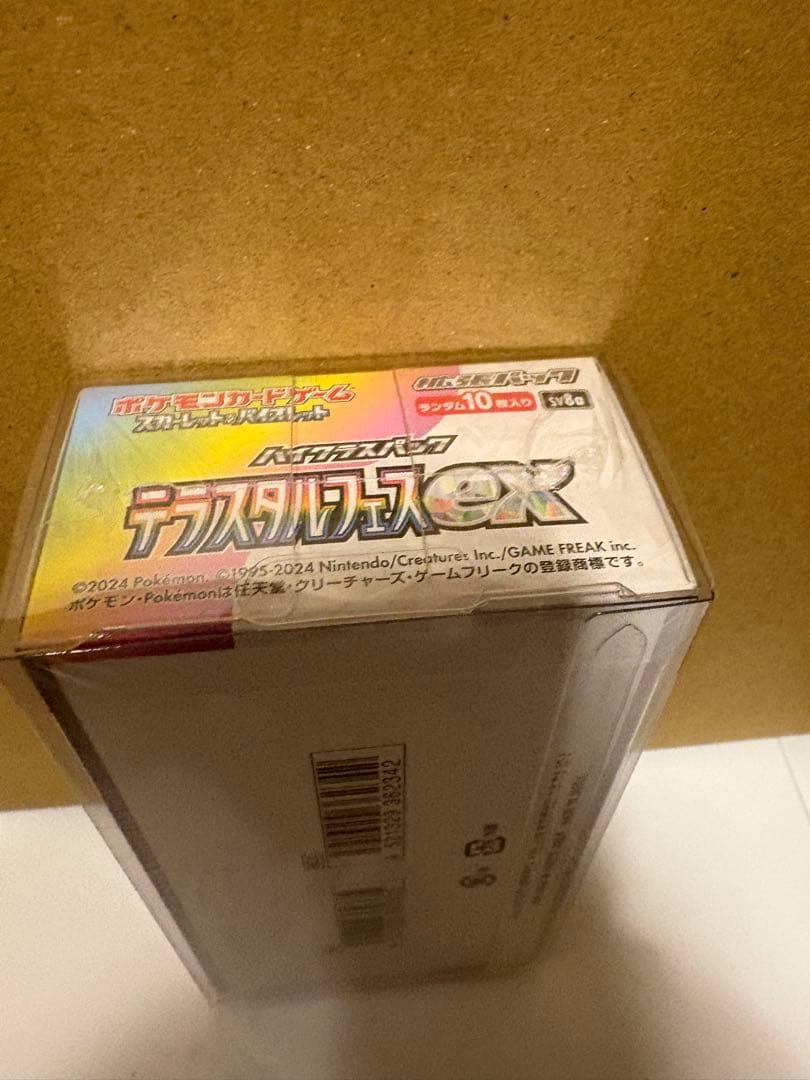 ポケモンカードゲーム
スカーレット&バイオレット
拡張パック
ランダム10枚入り
SV8a
ハイクラスパック
テラスタルフェスex
©2024 Pokémon. ©1995-2024 Nintendo/Creatures Inc./GAME FREAK inc.
ポケモン・Pokémonは任天堂・クリーチャーズ・ゲームフリークの登録商標です。
4 521329 382342